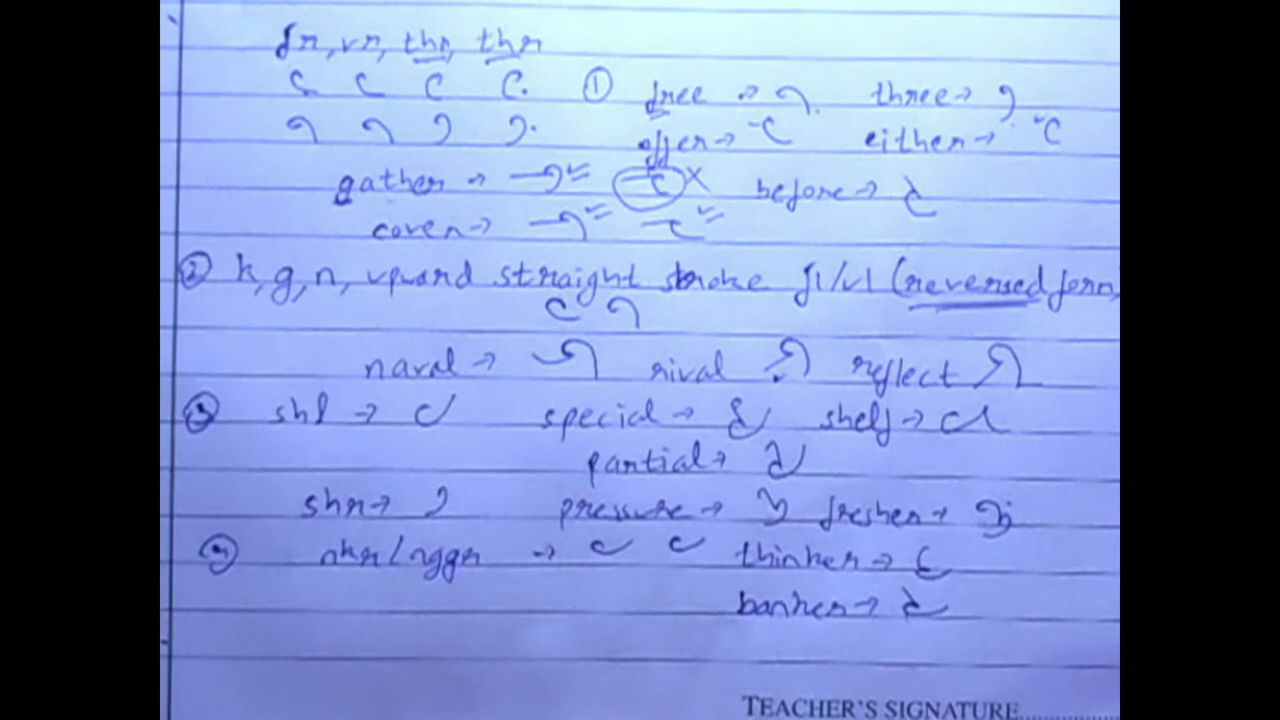 fr, vr, thr, thr
① free → three →
offer → either →
gather → × before →
cover →
② k, g, n, upward straight stroke fl/vl (reversed form,
naval → rival reflect
③ shl → special → shelf →
partial →
shr → pressure → fresher →
nkr/nggr → thinker →
banker →
TEACHER'S SIGNATURE